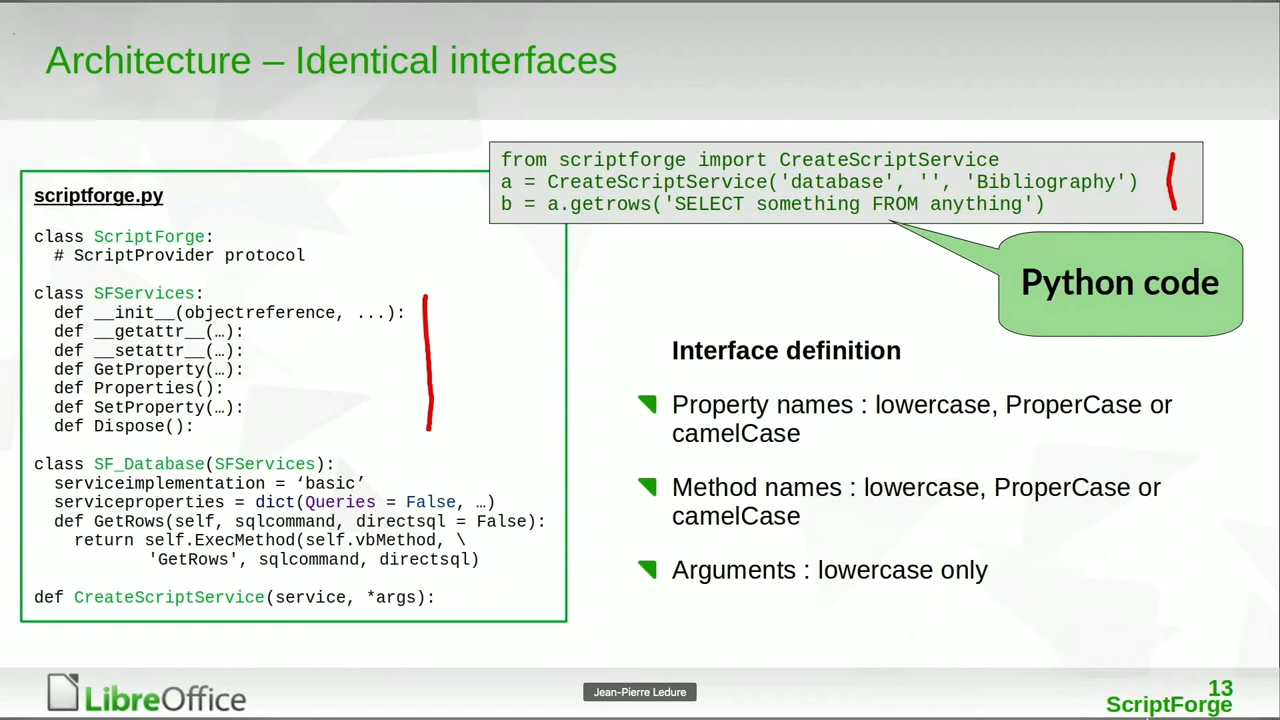 Architecture – Identical interfaces
from scriptforge import CreateScriptService
a = CreateScriptService('database', '', 'Bibliography')
b = a.getrows('SELECT something FROM anything')
Python code
scriptforge.py
class ScriptForge:
  # ScriptProvider protocol
class SFServices:
  def __init__(objectreference, ...):
  def __getattr__(…):
  def __setattr__(…):
  def GetProperty(…):
  def Properties():
  def SetProperty(…):
  def Dispose():
class SF_Database(SFServices):
  serviceimplementation = ‘basic’
  serviceproperties = dict(Queries = False, …)
  def GetRows(self, sqlcommand, directsql = False):
    return self.ExecMethod(self.vbMethod, \
           'GetRows', sqlcommand, directsql)
def CreateScriptService(service, *args):
Interface definition
Property names : lowercase, ProperCase or
camelCase
Method names : lowercase, ProperCase or
camelCase
Arguments : lowercase only
LibreOffice
Jean-Pierre Ledure
13
ScriptForge